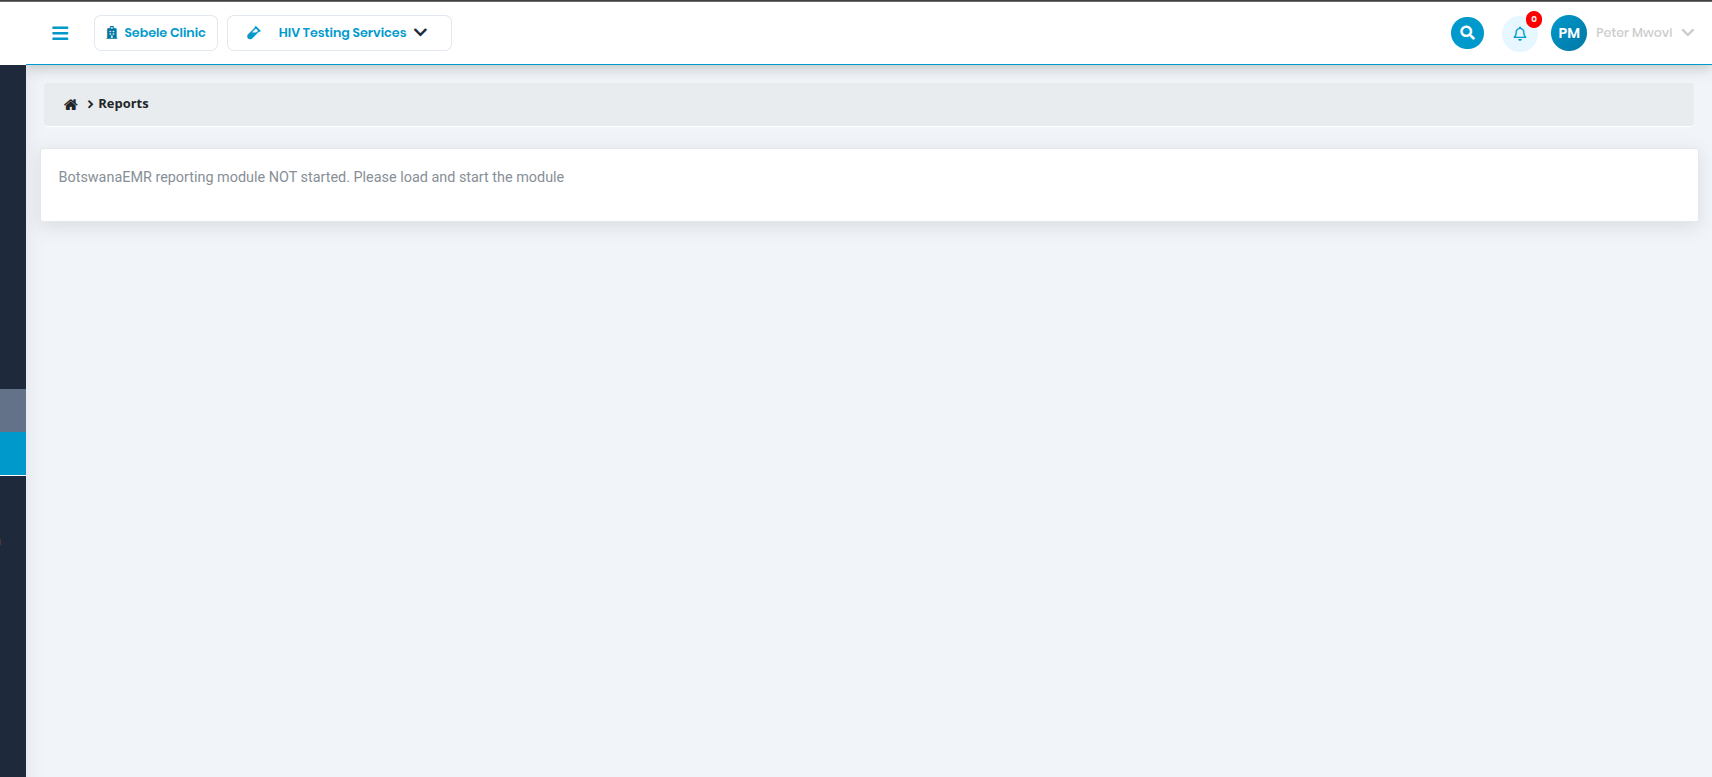 Sebele Clinic
HIV Testing Services
0
PM
Peter Mwovi
Reports
BotswanaEMR reporting module NOT started. Please load and start the module